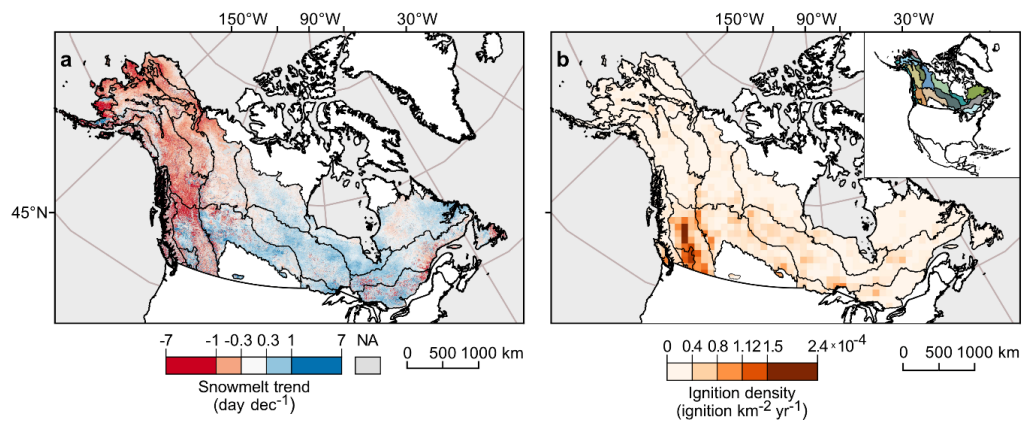 150°W 90°W 30°W
150°W 90°W 30°W
a
b
45°N
-7 -1 -0.3 0.3 1 7 NA
Snowmelt trend
(day dec⁻¹)
0 500 1000 km
0 0.4 0.8 1.12 1.5 2.4 × 10⁻⁴
Ignition density
(ignition km⁻² yr⁻¹)
0 500 1000 km